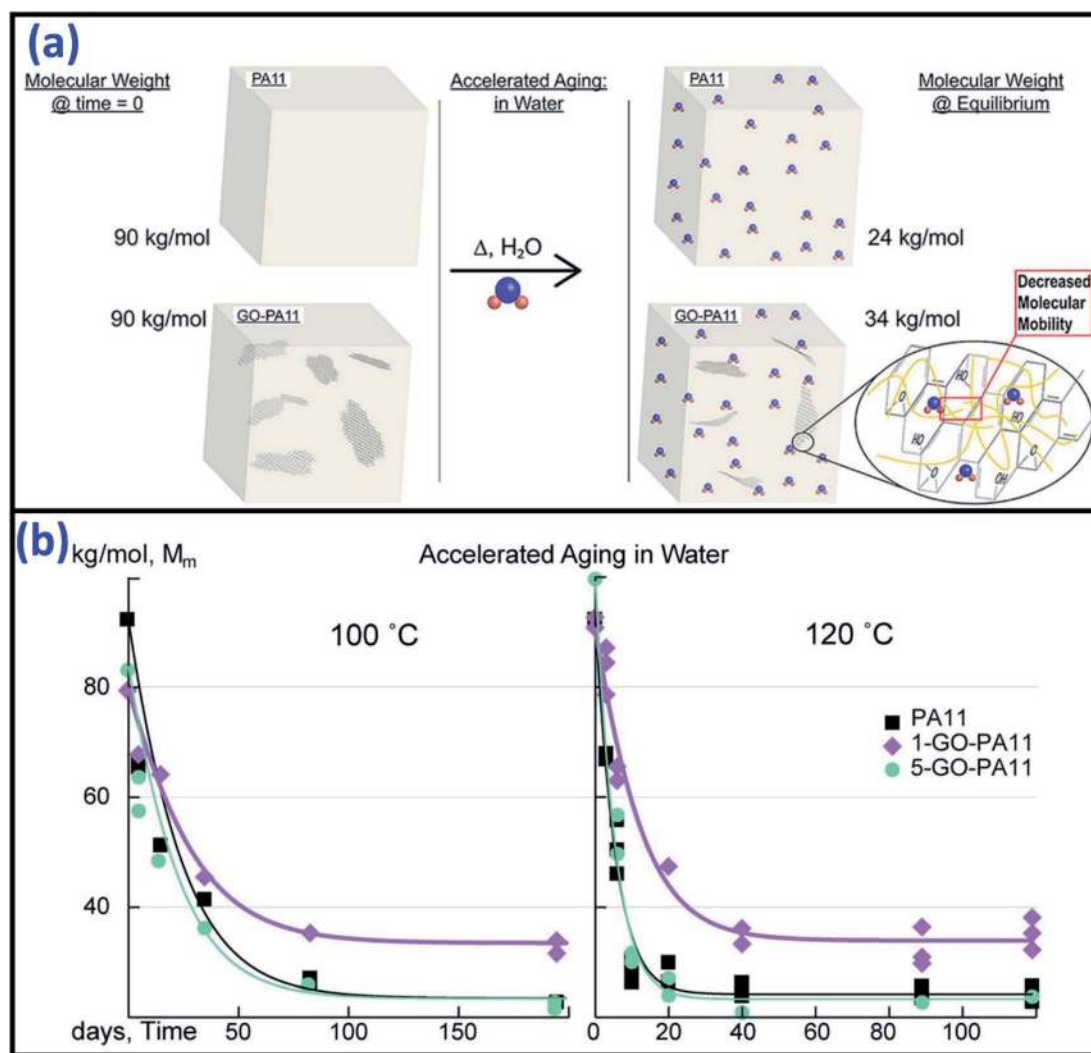 (a)
Molecular Weight
@ time = 0
PA11
Accelerated Aging:
in Water
PA11
Molecular Weight
@ Equilibrium
90 kg/mol
24 kg/mol
Δ, H₂O
90 kg/mol
GO-PA11
GO-PA11
34 kg/mol
Decreased
Molecular
Mobility
HO
O
HO
HO
O
O
OH
(b)
kg/mol, Mₘ
Accelerated Aging in Water
100 °C
120 °C
80
60
40
PA11
1-GO-PA11
5-GO-PA11
days, Time
50
150
0
20
40
60
80
100